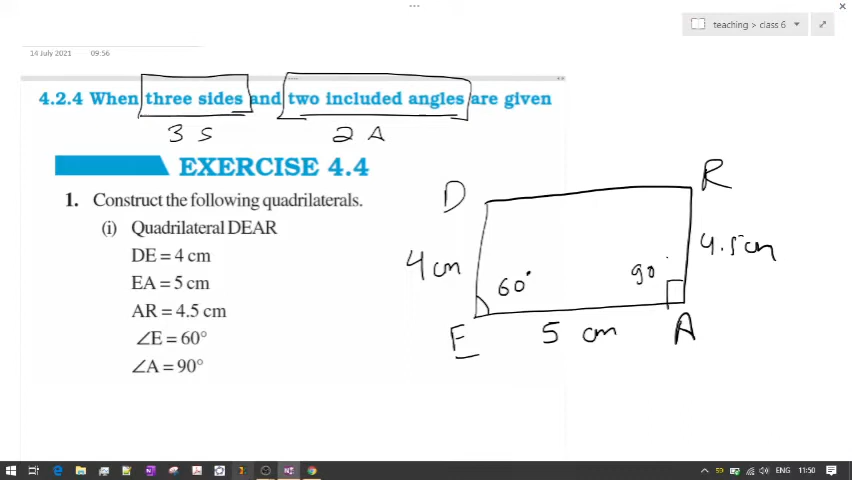 teaching > class 6
14 July 2021 09:56
4.2.4 When three sides and two included angles are given
3 S 2 A
EXERCISE 4.4
1. Construct the following quadrilaterals.
(i) Quadrilateral DEAR
DE = 4 cm
EA = 5 cm
AR = 4.5 cm
∠E = 60°
∠A = 90°
D R
4 cm 60° 90° 4.5cm
E 5 cm A
ENG 11:50